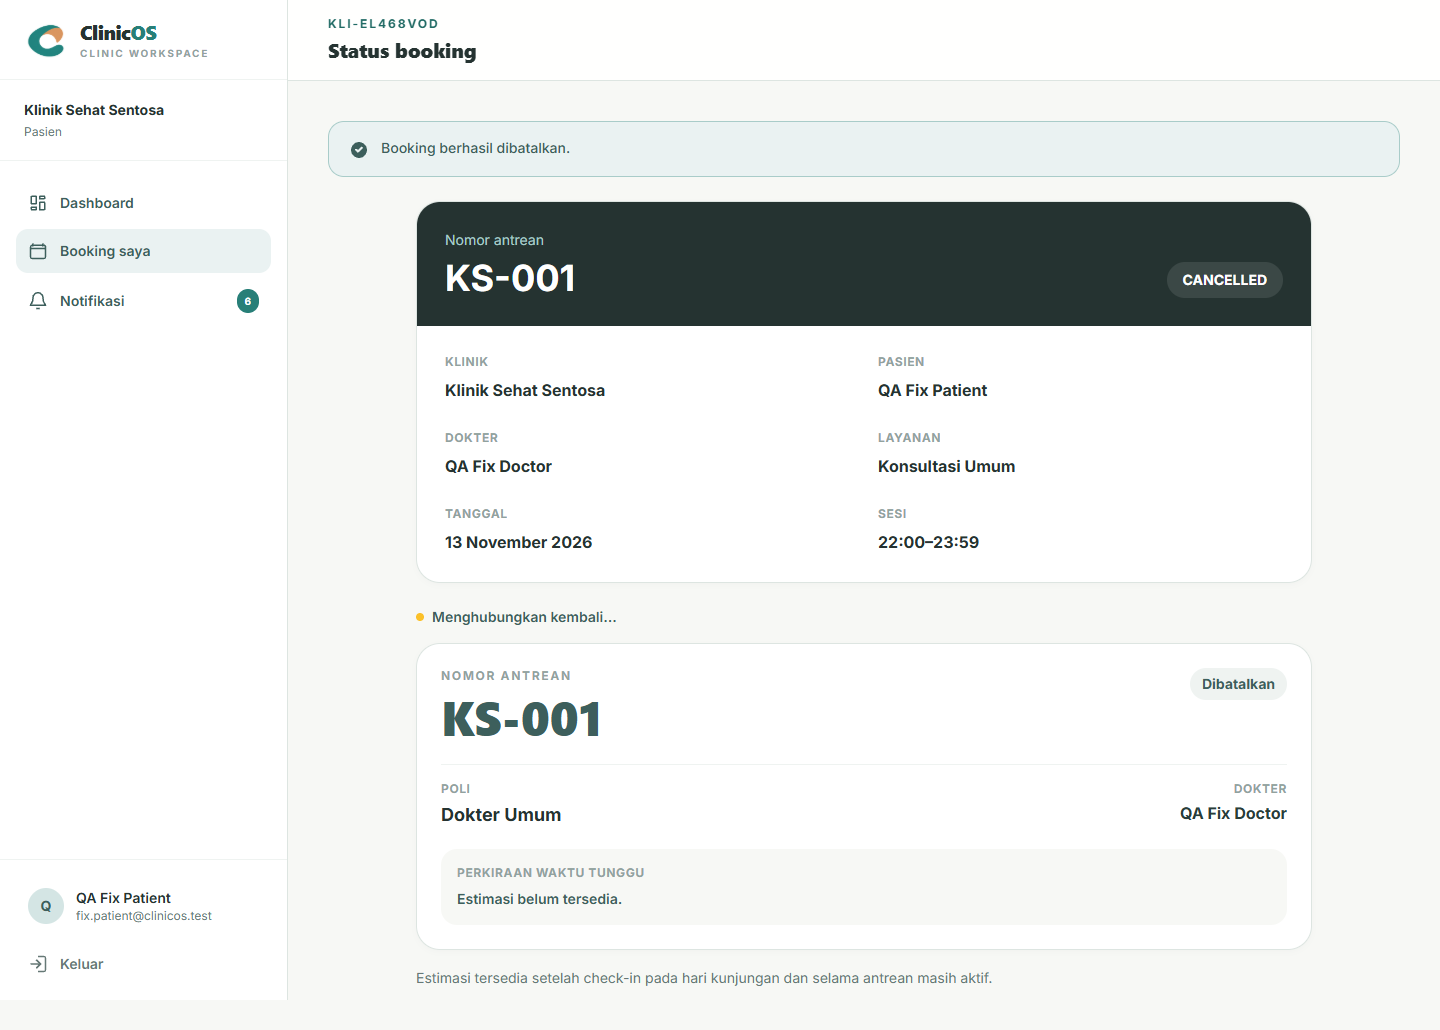 ClinicOS
CLINIC WORKSPACE
Klinik Sehat Sentosa
Pasien
Dashboard
Booking saya
Notifikasi
6
Q
QA Fix Patient
fix.patient@clinicos.test
Keluar
KLI-EL468VOD
Status booking
Booking berhasil dibatalkan.
Nomor antrean
KS-001
CANCELLED
KLINIK
Klinik Sehat Sentosa
PASIEN
QA Fix Patient
DOKTER
QA Fix Doctor
LAYANAN
Konsultasi Umum
TANGGAL
13 November 2026
SESI
22:00–23:59
Menghubungkan kembali...
NOMOR ANTREAN
KS-001
Dibatalkan
POLI
Dokter Umum
DOKTER
QA Fix Doctor
PERKIRAAN WAKTU TUNGGU
Estimasi belum tersedia.
Estimasi tersedia setelah check-in pada hari kunjungan dan selama antrean masih aktif.